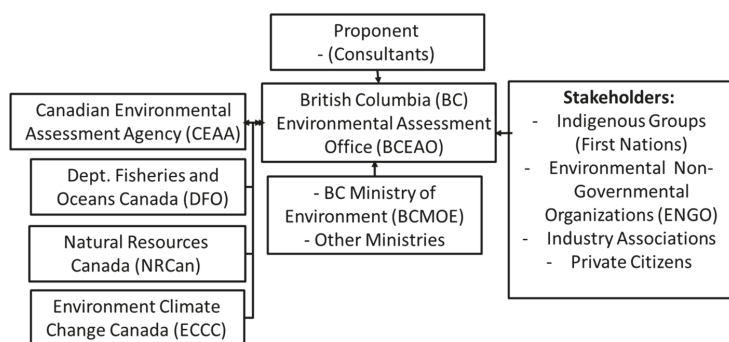 Proponent
- (Consultants)
British Columbia (BC)
Environmental Assessment
Office (BCEAO)
Canadian Environmental
Assessment Agency (CEAA)
Dept. Fisheries and
Oceans Canada (DFO)
Natural Resources
Canada (NRCan)
Environment Climate
Change Canada (ECCC)
- BC Ministry of
Environment (BCMOE)
- Other Ministries
Stakeholders:
- Indigenous Groups
(First Nations)
- Environmental Non-
Governmental
Organizations (ENGO)
- Industry Associations
- Private Citizens